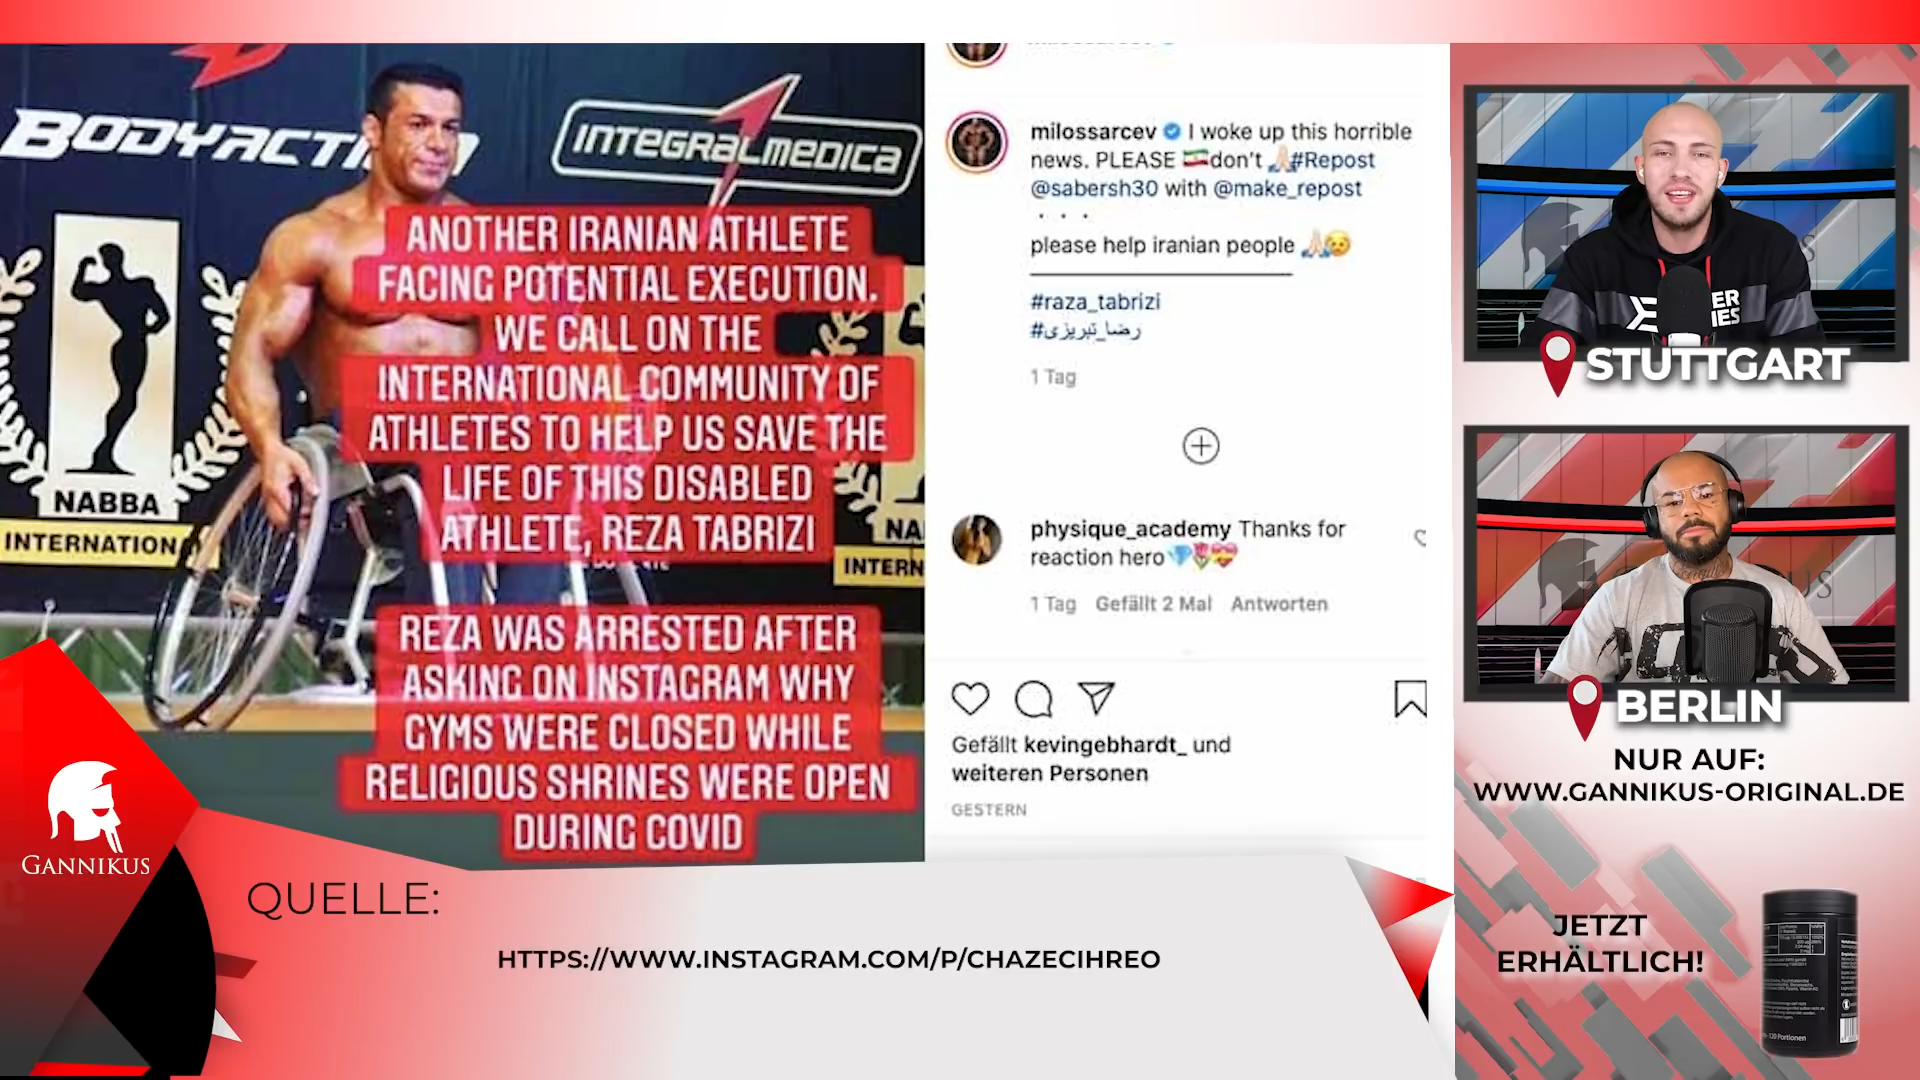 BODYACTI
INTEGRALMEDICA
NABBA
INTERNATION
INTERN
ANOTHER IRANIAN ATHLETE
FACING POTENTIAL EXECUTION.
WE CALL ON THE
INTERNATIONAL COMMUNITY OF
ATHLETES TO HELP US SAVE THE
LIFE OF THIS DISABLED
ATHLETE, REZA TABRIZI
REZA WAS ARRESTED AFTER
ASKING ON INSTAGRAM WHY
GYMS WERE CLOSED WHILE
RELIGIOUS SHRINES WERE OPEN
DURING COVID
milossarcev I woke up this horrible
news. PLEASE 🇮🇷don't 🙏🏻#Repost
@sabersh30 with @make_repost
・・・
please help iranian people 🙏🏻😥
#raza_tabrizi
#رضا_تبریزی
1 Tag
physique_academy Thanks for
reaction hero💎🌷💝
1 Tag Gefällt 2 Mal Antworten
Gefällt kevingebhardt_ und
weiteren Personen
GESTERN
STUTTGART
BERLIN
NUR AUF:
WWW.GANNIKUS-ORIGINAL.DE
JETZT
ERHÄLTLICH!
120 Portionen
GANNIKUS
QUELLE:
HTTPS://WWW.INSTAGRAM.COM/P/CHAZECIHREO